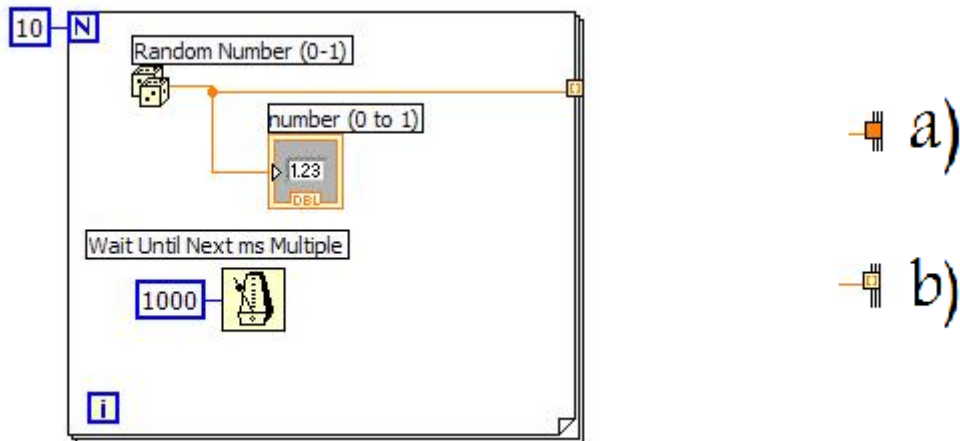 10 N
Random Number (0-1)
number (0 to 1)
1.23
DBL
Wait Until Next ms Multiple
1000
i
a)
b)